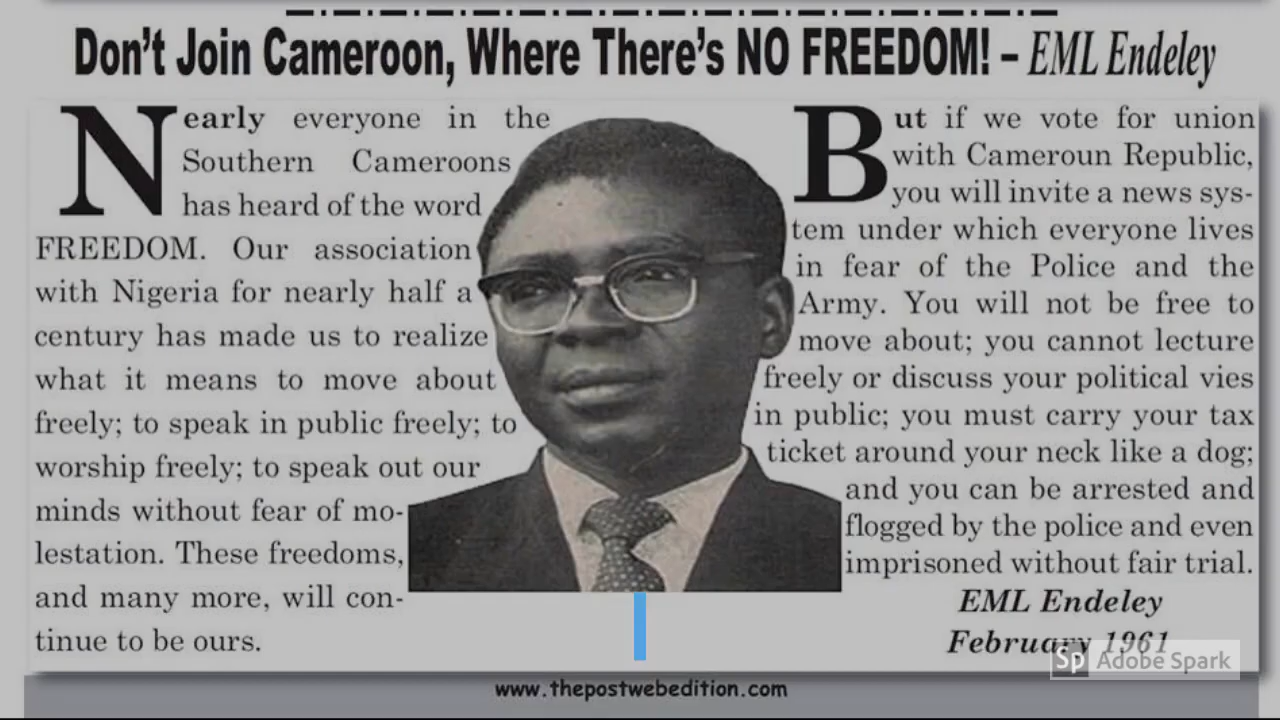 Don't Join Cameroon, Where There's NO FREEDOM! – EML Endeley
Nearly everyone in the
Southern Cameroons
has heard of the word
FREEDOM. Our association
with Nigeria for nearly half a
century has made us to realize
what it means to move about
freely; to speak in public freely; to
worship freely; to speak out our
minds without fear of mo-
lestation. These freedoms,
and many more, will con-
tinue to be ours.
But if we vote for union
with Cameroun Republic,
you will invite a news sys-
tem under which everyone lives
in fear of the Police and the
Army. You will not be free to
move about; you cannot lecture
freely or discuss your political vies
in public; you must carry your tax
ticket around your neck like a dog;
and you can be arrested and
flogged by the police and even
imprisoned without fair trial.
EML Endeley
February 1961
Sp Adobe Spark
www.thepostwebedition.com